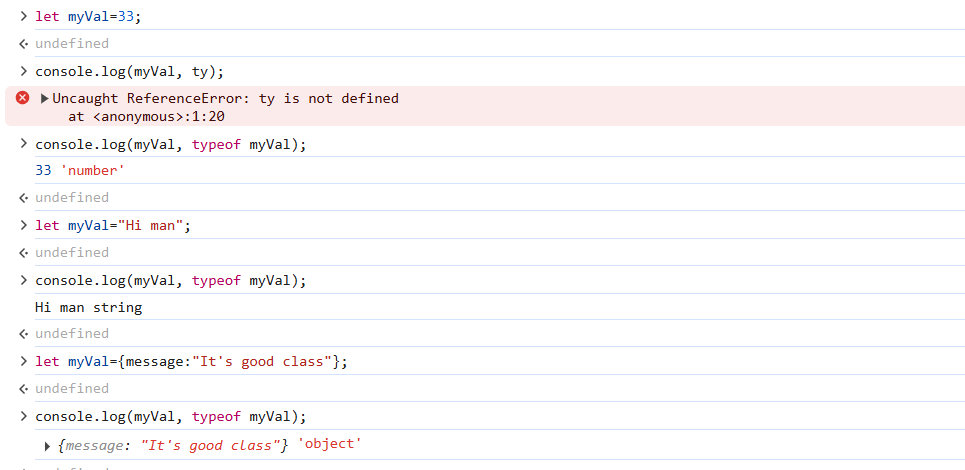 let myVal=33;
undefined
console.log(myVal, ty);
Uncaught ReferenceError: ty is not defined
at <anonymous>:1:20
console.log(myVal, typeof myVal);
33 'number'
undefined
let myVal="Hi man";
undefined
console.log(myVal, typeof myVal);
Hi man string
undefined
let myVal={message:"It's good class"};
undefined
console.log(myVal, typeof myVal);
{message: "It's good class"} 'object'